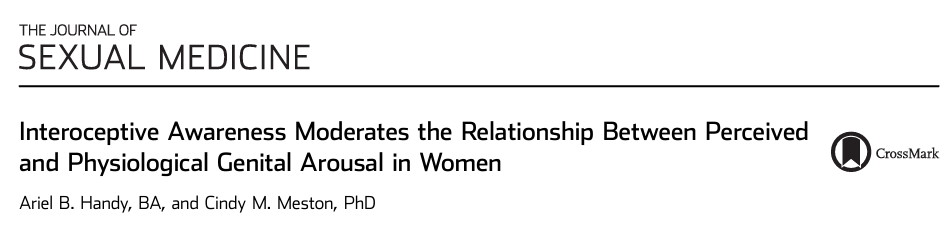 THE JOURNAL OF
SEXUAL MEDICINE
Interoceptive Awareness Moderates the Relationship Between Perceived
and Physiological Genital Arousal in Women
CrossMark
Ariel B. Handy, BA, and Cindy M. Meston, PhD